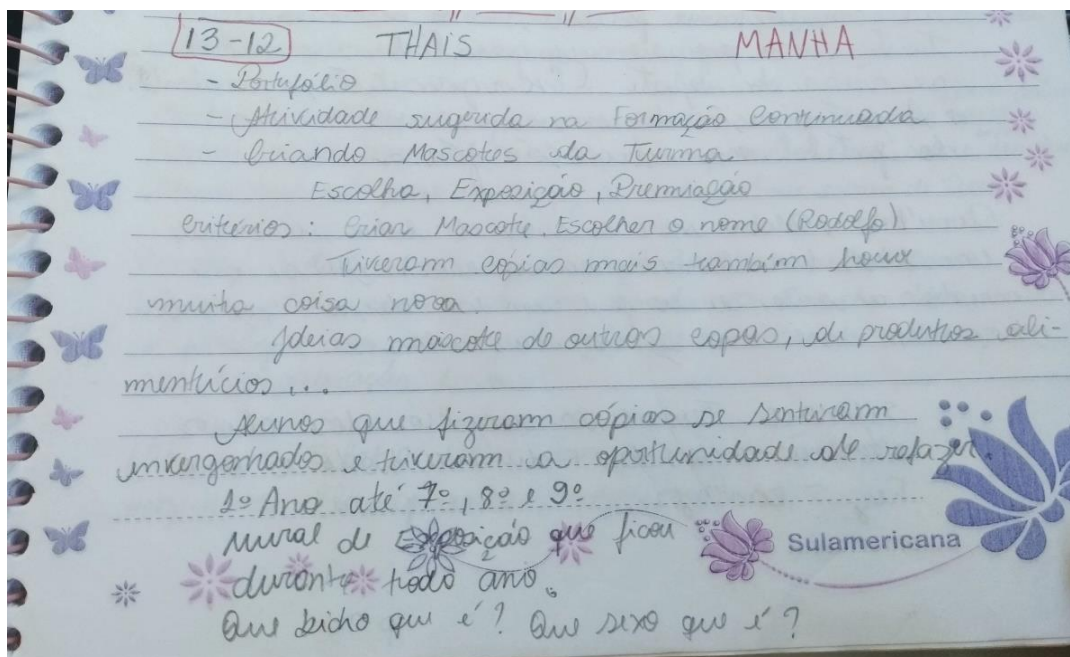 13-12 THAIS MANHA
- Portifólio
- Atividade sugerida na Formação Continuada
- Criando Mascotes da Turma
Escolha, Exposição, Premiação
Critérios: Criar Mascote, Escolher o nome (Rodolfo)
Tiveram cópias mais também houve
muita coisa nova.
Ideias mascote de outras copas, de produtos ali-
mentícios...
Alunos que fizeram cópias se sentiram
envergonhados e tiveram a oportunidade de refazer.
1º Ano até 7º, 8º e 9º
Mural de Exposição que ficou
Sulamericana
durante todo ano.
Que bicho que é? Que sexo que é?